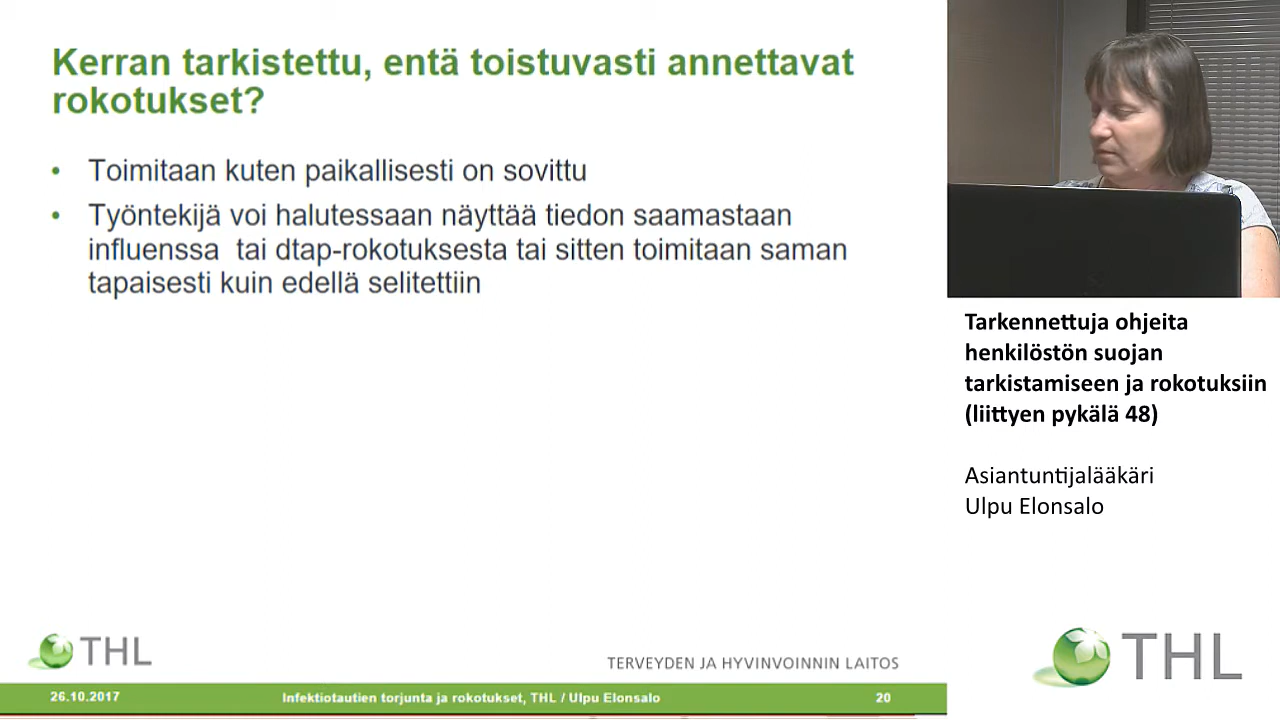 Kerran tarkistettu, entä toistuvasti annettavat
rokotukset?
• Toimitaan kuten paikallisesti on sovittu
• Työntekijä voi halutessaan näyttää tiedon saamastaan
influenssa  tai dtap-rokotuksesta tai sitten toimitaan saman
tapaisesti kuin edellä selitettiin
THL
TERVEYDEN JA HYVINVOINNIN LAITOS
26.10.2017 Infektiotautien torjunta ja rokotukset, THL / Ulpu Elonsalo 20
Tarkennettuja ohjeita
henkilöstön suojan
tarkistamiseen ja rokotuksiin
(liittyen pykälä 48)
Asiantuntijalääkäri
Ulpu Elonsalo
THL